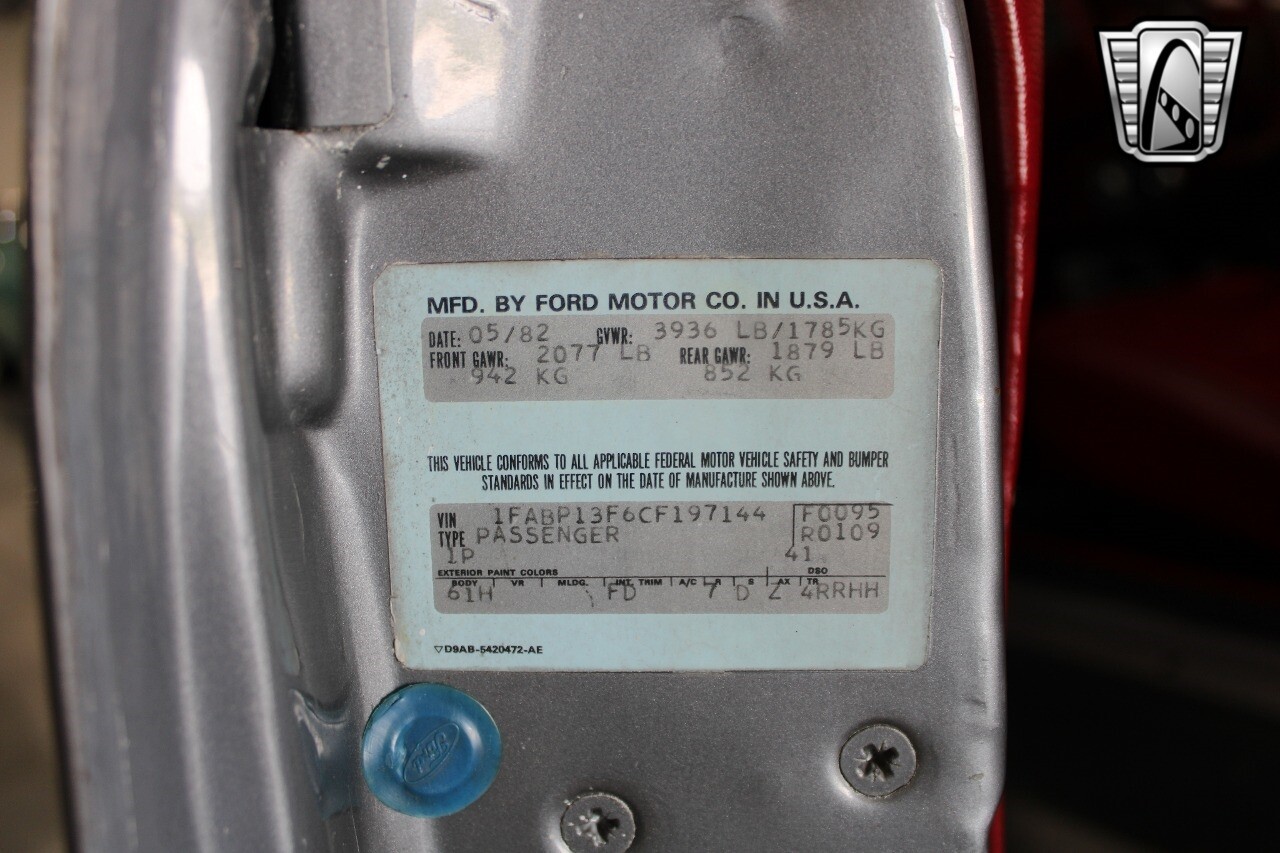 MFD. BY FORD MOTOR CO. IN U.S.A.
DATE: 05/82 GVWR: 3936 LB/1785KG
FRONT GAWR: 2077 LB REAR GAWR: 1879 LB
942 KG 852 KG
THIS VEHICLE CONFORMS TO ALL APPLICABLE FEDERAL MOTOR VEHICLE SAFETY AND BUMPER
STANDARDS IN EFFECT ON THE DATE OF MANUFACTURE SHOWN ABOVE.
VIN 1FABP13F6CF197144 F0095
TYPE PASSENGER R0109
1P 41
EXTERIOR PAINT COLORS DSO
BODY VR MLDG. INT. TRIM A/C R S AX TR
61H FD 7 D Z 4RRHH
▽D9AB-5420472-AE
Ford